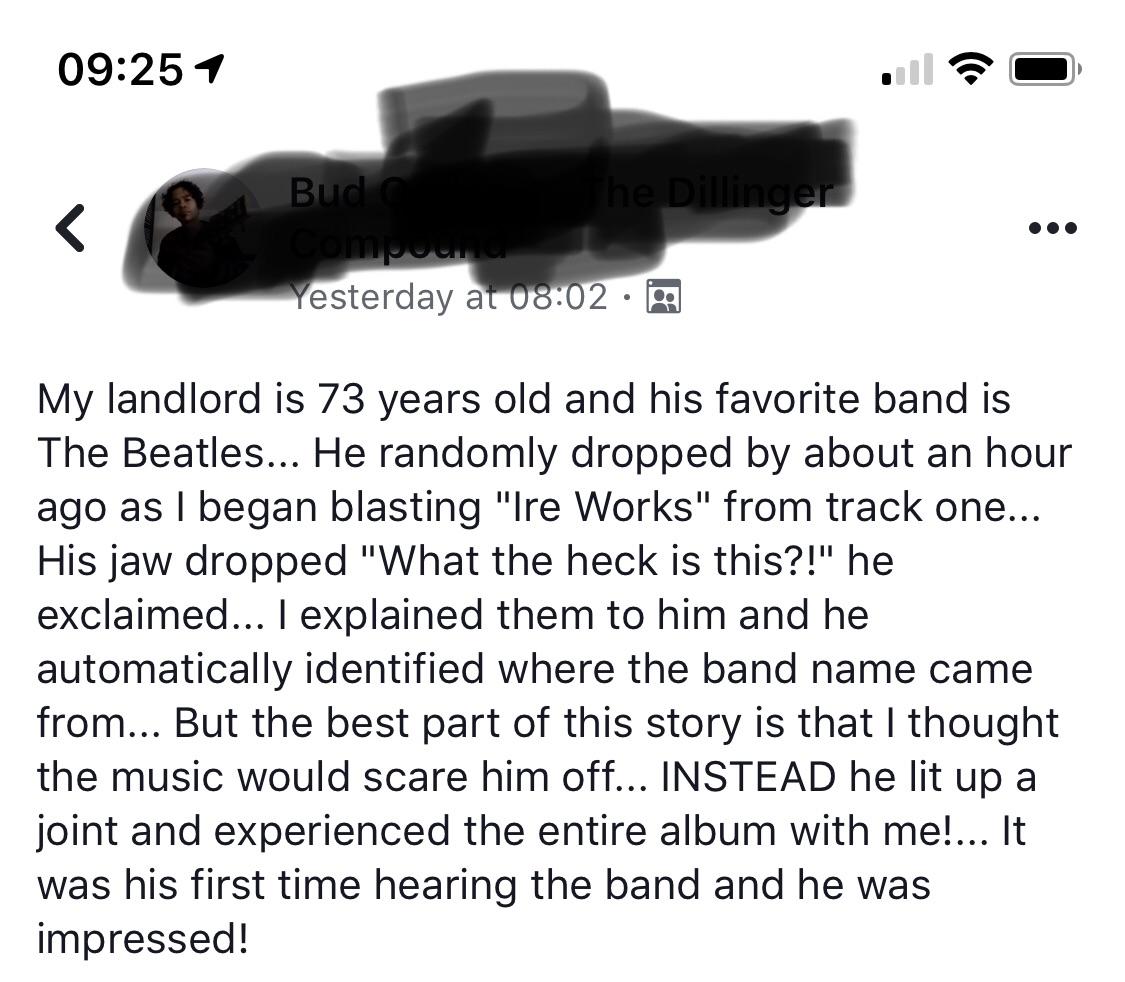 09:25
Bud The Dillinger
Compound
Yesterday at 08:02 ·
My landlord is 73 years old and his favorite band is
The Beatles... He randomly dropped by about an hour
ago as I began blasting "Ire Works" from track one...
His jaw dropped "What the heck is this?!" he
exclaimed... I explained them to him and he
automatically identified where the band name came
from... But the best part of this story is that I thought
the music would scare him off... INSTEAD he lit up a
joint and experienced the entire album with me!... It
was his first time hearing the band and he was
impressed!